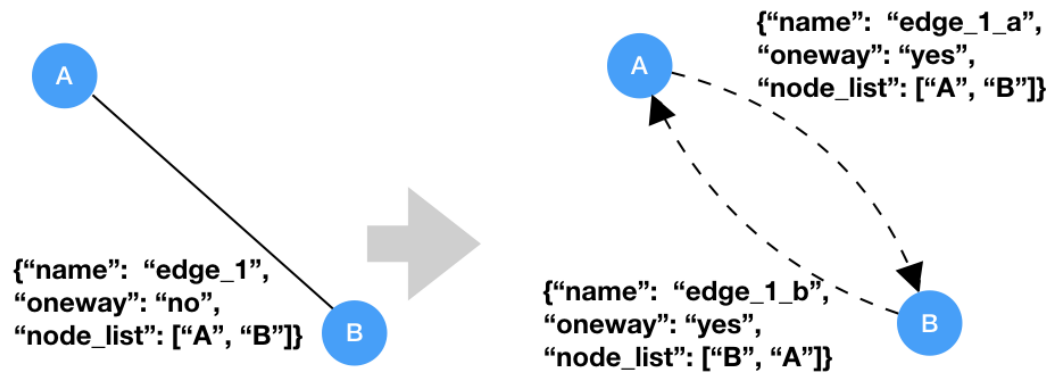 A
B
{“name”:  “edge_1”,
“oneway”: “no”,
“node_list”: [“A”, “B”]}
A
B
{“name”:  “edge_1_a”,
“oneway”: “yes”,
“node_list”: [“A”, “B”]}
{“name”:  “edge_1_b”,
“oneway”: “yes”,
“node_list”: [“B”, “A”]}